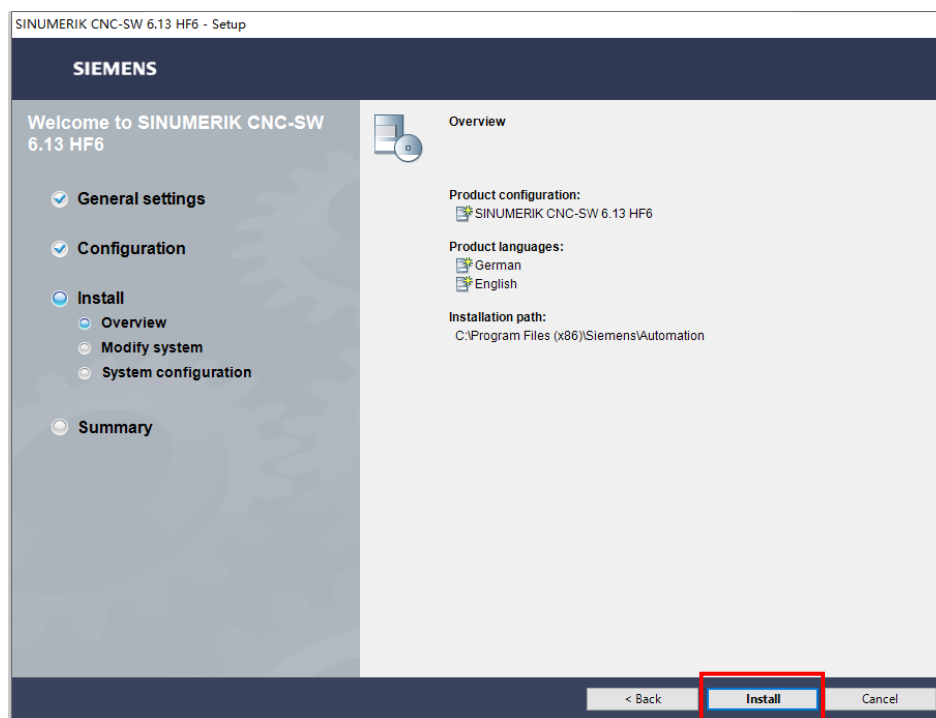 SINUMERIK CNC-SW 6.13 HF6 - Setup
SIEMENS
Welcome to SINUMERIK CNC-SW
6.13 HF6
General settings
Configuration
Install
Overview
Modify system
System configuration
Summary
Overview
Product configuration:
SINUMERIK CNC-SW 6.13 HF6
Product languages:
German
English
Installation path:
C:\Program Files (x86)\Siemens\Automation
< Back
Install
Cancel